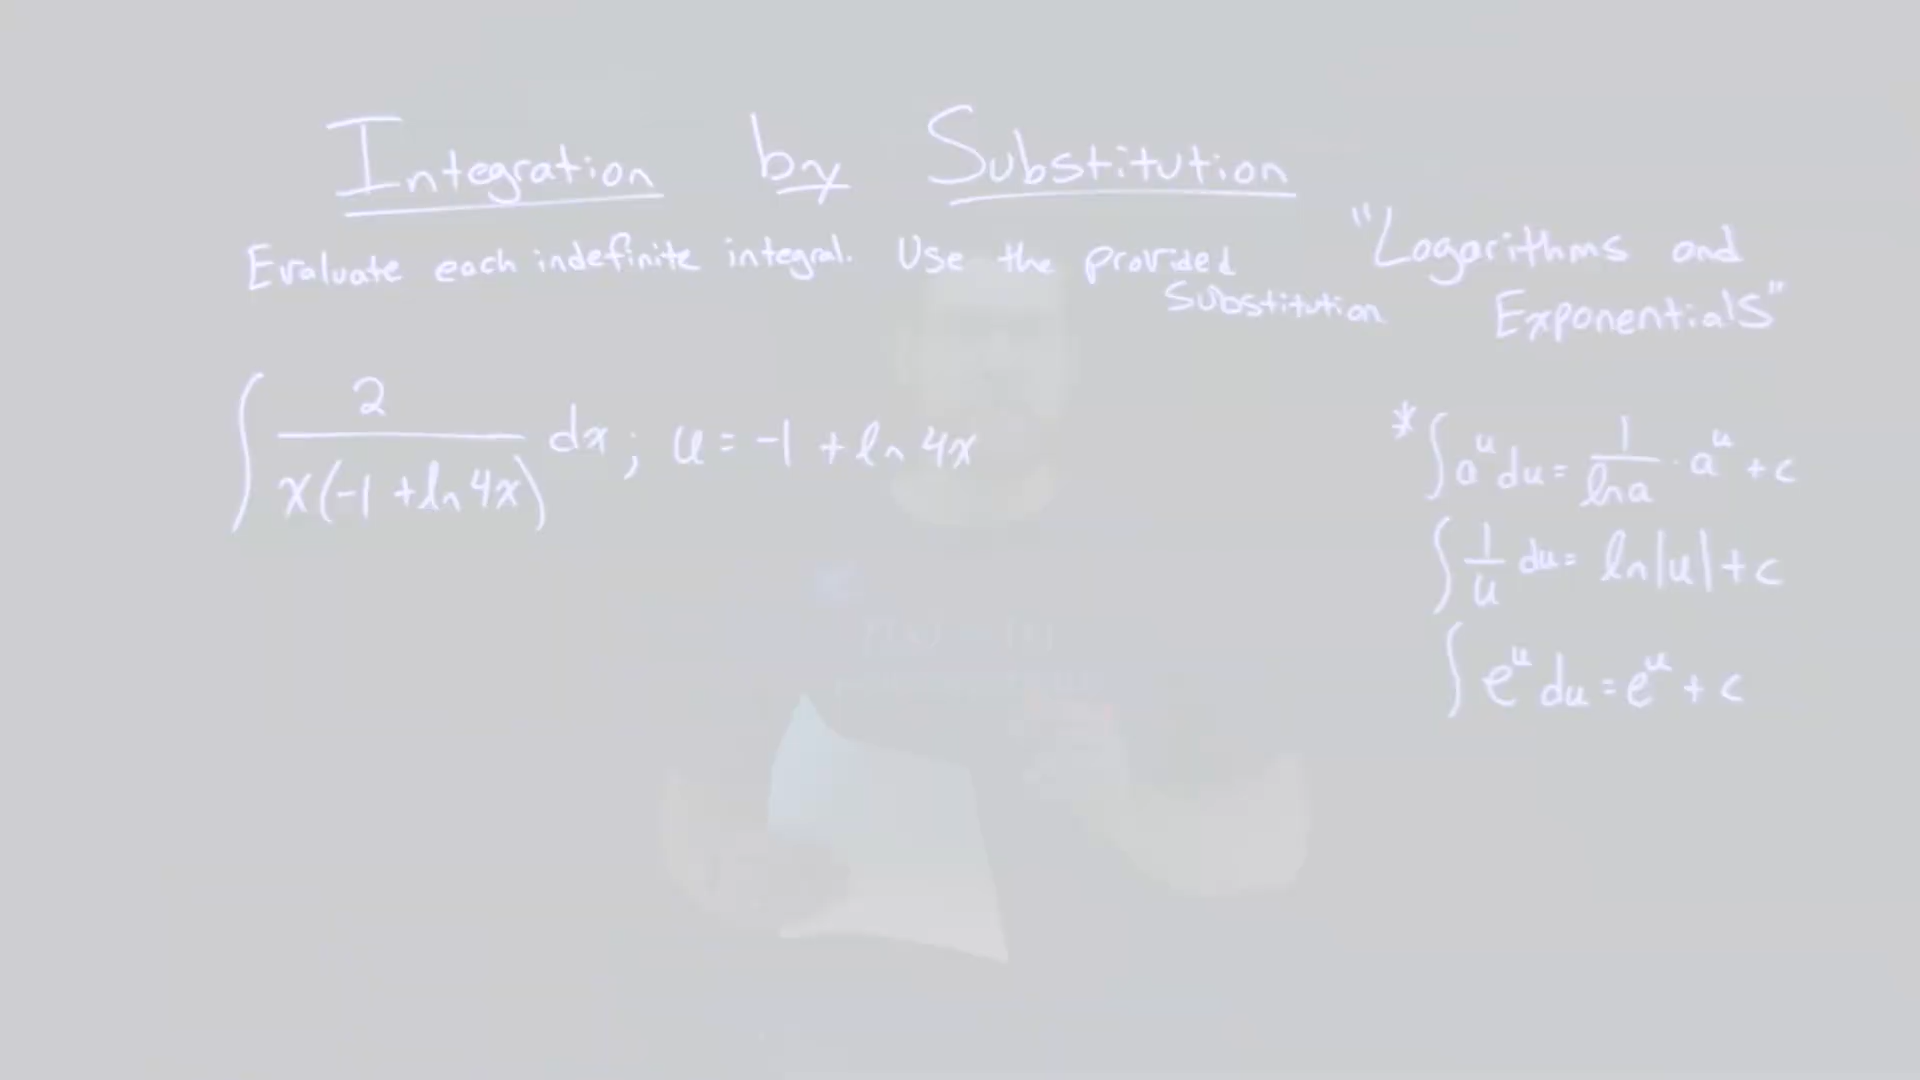 Integration by Substitution
Evaluate each indefinite integral. Use the provided
Substitution
"Logarithms and
Exponentials"
∫ 2/(x(-1 + ln 4x)) dx ; u = -1 + ln 4x
* ∫ a^u du = 1/(ln a) · a^u + c
∫ 1/u du = ln|u| + c
∫ e^u du = e^u + c